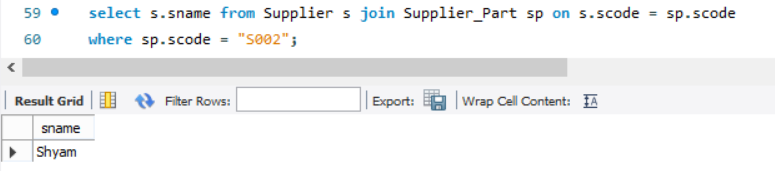 59 select s.sname from Supplier s join Supplier_Part sp on s.scode = sp.scode
60 where sp.scode = "S002";
Result Grid Filter Rows: Export: Wrap Cell Content: IA
sname
Shyam